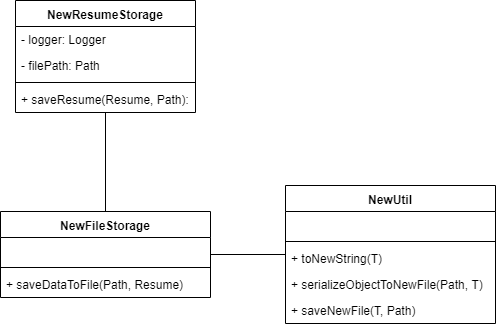 NewResumeStorage
- logger: Logger
- filePath: Path
+ saveResume(Resume, Path):
NewFileStorage
+ saveDataToFile(Path, Resume)
NewUtil
+ toNewString(T)
+ serializeObjectToNewFile(Path, T)
+ saveNewFile(T, Path)